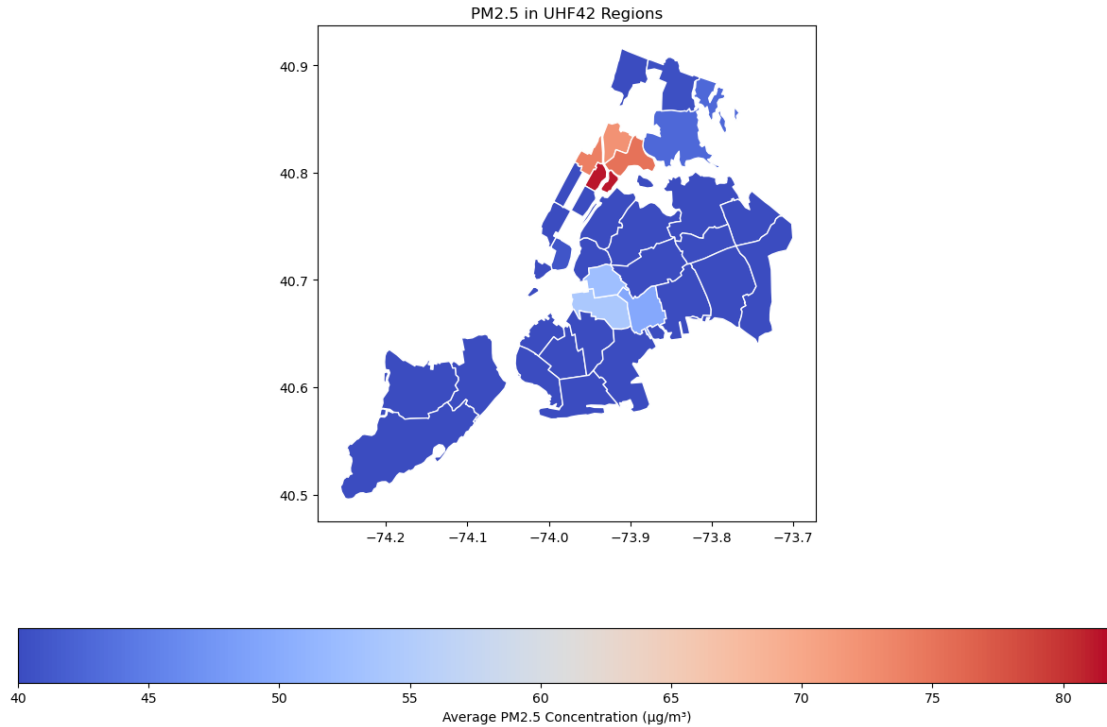 PM2.5 in UHF42 Regions
40.9
40.8
40.7
40.6
40.5
−74.2 −74.1 −74.0 −73.9 −73.8 −73.7
40 45 50 55 60 65 70 75 80
Average PM2.5 Concentration (µg/m³)